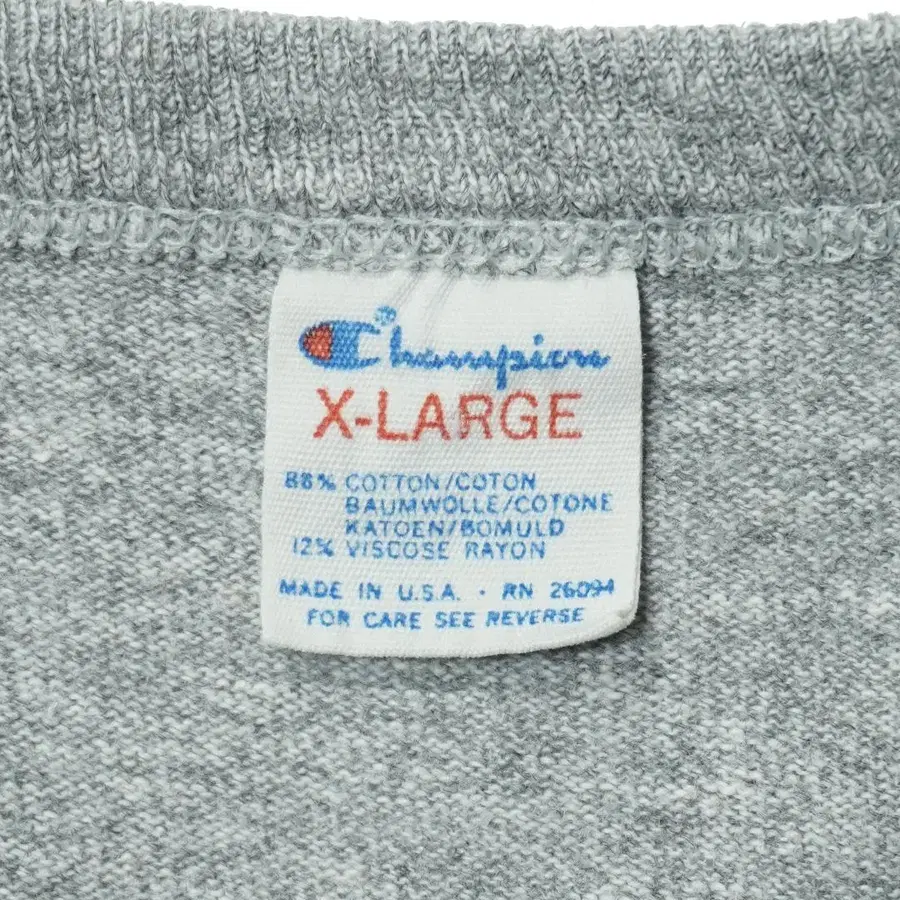 Champion®
X-LARGE
88% COTTON/COTON
BAUMWOLLE/COTONE
KATOEN/BOMULD
12% VISCOSE RAYON
MADE IN U.S.A. · RN 26094
FOR CARE SEE REVERSE